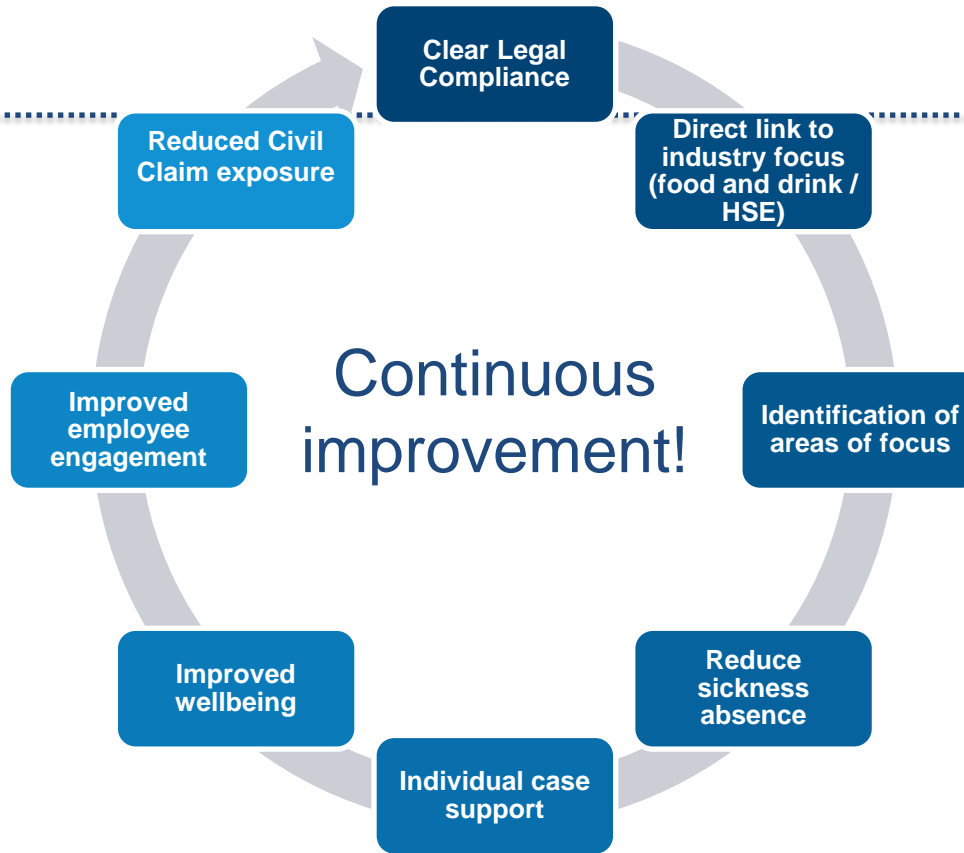 Clear Legal
Compliance
Direct link to
industry focus
(food and drink /
HSE)
Identification of
areas of focus
Reduce
sickness
absence
Individual case
support
Improved
wellbeing
Improved
employee
engagement
Reduced Civil
Claim exposure
Continuous
improvement!